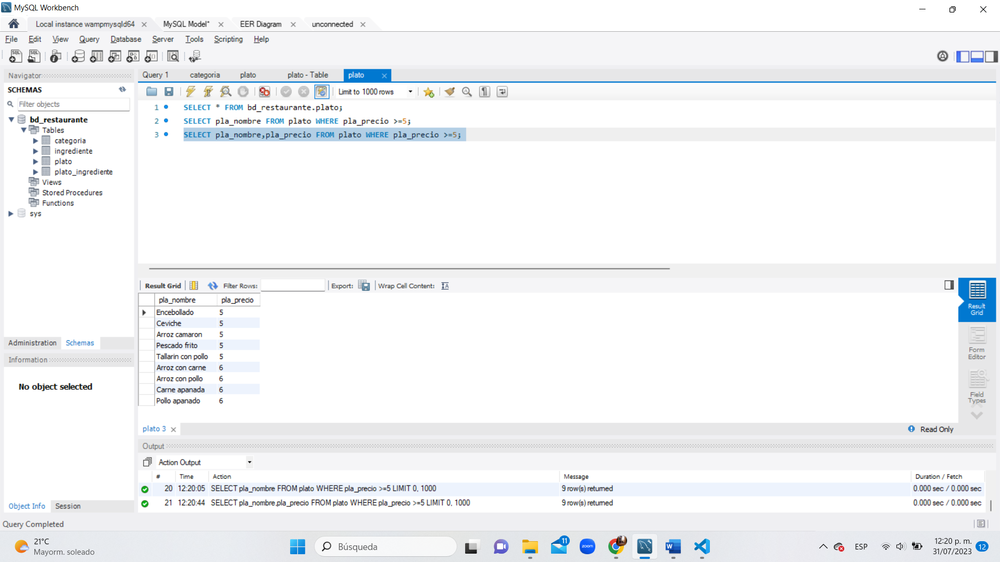 MySQL Workbench
Local instance wampmysqld64 MySQL Model* EER Diagram unconnected
File Edit View Query Database Server Tools Scripting Help
Navigator
SCHEMAS
Filter objects
bd_restaurante
Tables
categoria
ingrediente
plato
plato_ingrediente
Views
Stored Procedures
Functions
sys
Administration Schemas
Information
No object selected
Object Info Session
Query 1 categoria plato plato - Table plato
Limit to 1000 rows
1 SELECT * FROM bd_restaurante.plato;
2 SELECT pla_nombre FROM plato WHERE pla_precio >=5;
3 SELECT pla_nombre,pla_precio FROM plato WHERE pla_precio >=5;
Result Grid Filter Rows: Export: Wrap Cell Content:
pla_nombre pla_precio
Encebollado 5
Ceviche 5
Arroz camaron 5
Pescado frito 5
Tallarin con pollo 5
Arroz con carne 6
Arroz con pollo 6
Carne apanada 6
Pollo apanado 6
Result
Grid
Form
Editor
Field
Types
plato 3 Read Only
Output
Action Output
# Time Action Message Duration / Fetch
20 12:20:05 SELECT pla_nombre FROM plato WHERE pla_precio >=5 LIMIT 0, 1000 9 row(s) returned 0.000 sec / 0.000 sec
21 12:20:44 SELECT pla_nombre,pla_precio FROM plato WHERE pla_precio >=5 LIMIT 0, 1000 9 row(s) returned 0.000 sec / 0.000 sec
Query Completed
21°C
Mayorm. soleado
Búsqueda
11
zoom
W
ESP
12:20 p. m.
31/07/2023
12